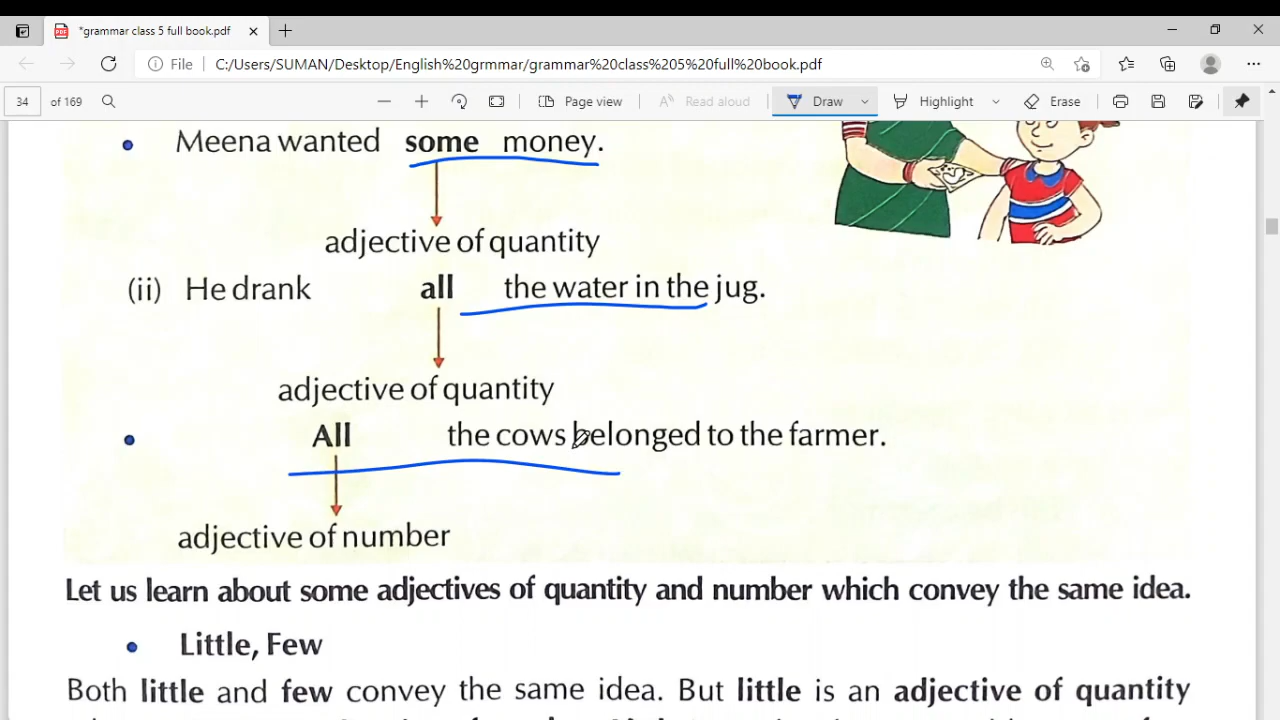 *grammar class 5 full book.pdf
File C:/Users/SUMAN/Desktop/English%20grmmar/grammar%20class%205%20full%20book.pdf
34 of 169 Page view Read aloud Draw Highlight Erase
• Meena wanted some money.
adjective of quantity
(ii) He drank all the water in the jug.
adjective of quantity
• All the cows belonged to the farmer.
adjective of number
Let us learn about some adjectives of quantity and number which convey the same idea.
• Little, Few
Both little and few convey the same idea. But little is an adjective of quantity